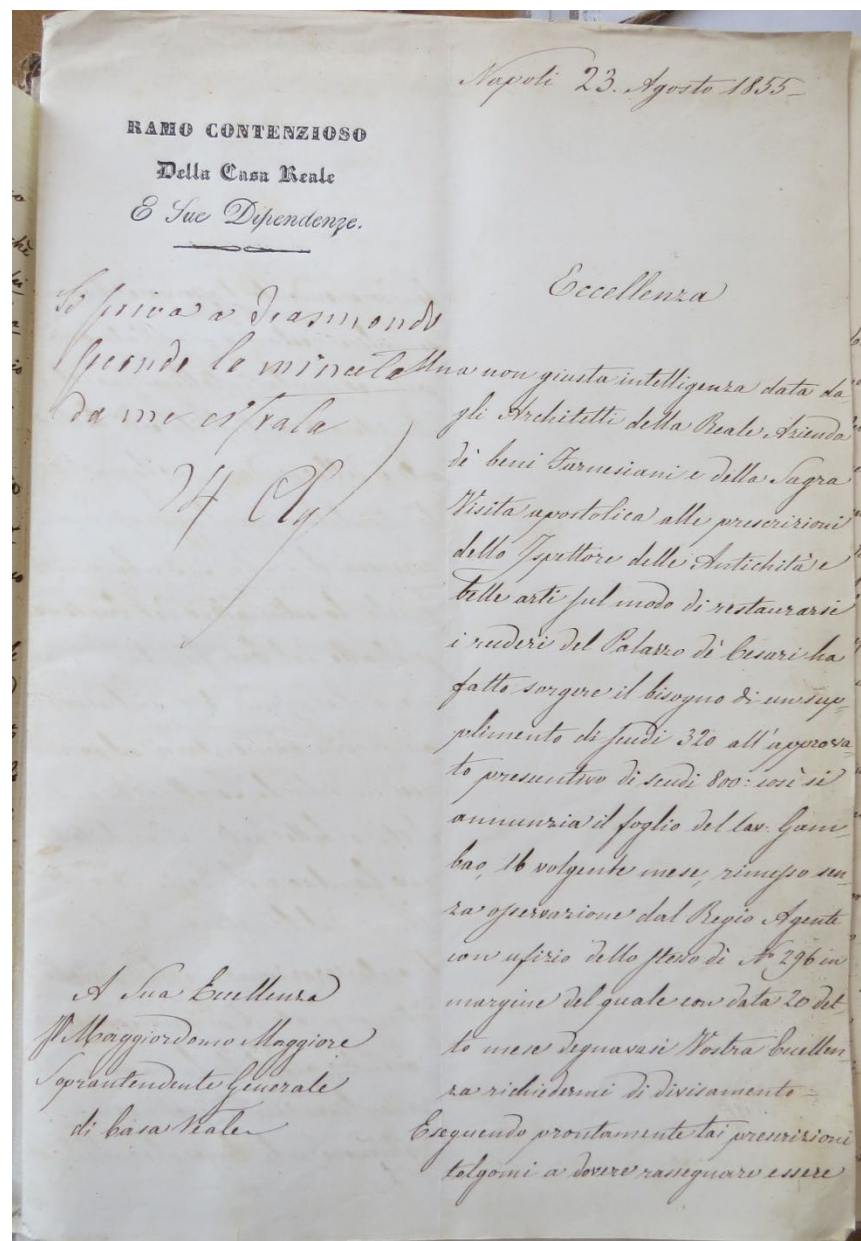 Napoli 23. Agosto 1855
RAMO CONTENZIOSO
Della Casa Reale
E Sue Dipendenze.
Si scriva a
secondo la minuta
da me
24
Eccellenza
Una non giusta intelligenza data da-
gli Architetti della Reale Azienda
de' beni Farnesiani e della Sagra
Visita apostolica alle prescrizioni
dello Ispettore delle Antichità e
belle arti sul modo di restaurarsi
i ruderi del Palazzo de' Cesari ha
fatto sorgere il bisogno di un sup-
plimento di scudi 320 all'approva-
to presuntivo di scudi 800: così si
annunzia il foglio del Cav: Gam-
bao, 16 volgente mese, rimesso sen-
za osservazione dal Regio Agente
con ufizio dello stesso dì N.º 296 in
margine del quale con data 20 det-
to mese degnavasi Vostra Eccellen
za richiedermi di divisamento=
Eseguendo prontamente tai prescrizioni
tolgomi a dovere rassegnare essere
A Sua Eccellenza
Il Maggiordomo Maggiore
Soprantendente Generale
di Casa Reale